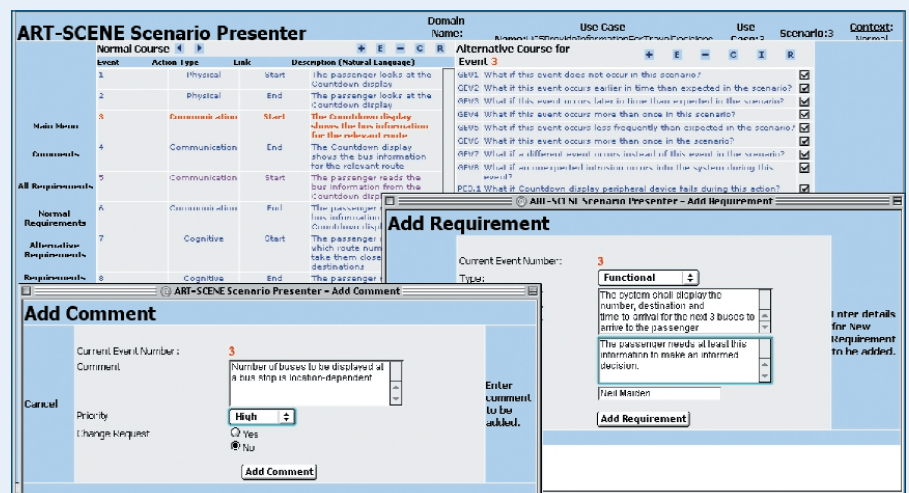 ART-SCENE Scenario Presenter
Domain
Name:
Use Case
Use
Scenario:3
Context:
Normal
Normal Course
+ E − C R
Alternative Course for
Event 3
+ E − C I R
Event Action Type Link Description (Natural Language)
1 Physical Start The passenger looks at the
Countdown display
2 Physical End The passenger looks at the
Countdown display
3 Communication Start The Countdown display
shows the bus information
for the relevant route
4 Communication End The Countdown display
shows the bus information
for the relevant route
5 Communication Start The passenger reads the
bus information from the
Countdown display
6 Communication End The passenger
bus information
Countdown
7 Cognitive Start The passenger
which route
take them close
destinations
8 Cognitive End The passenger
Main Menu
Comments
All Requirements
Normal
Requirements
Alternative
Requirements
Requirements
GEV1 What if this event does not occur in this scenario?
GEV2 What if this event occurs earlier in time than expected in the scenario?
GEV3 What if this event occurs later in time than expected in the scenario?
GEV4 What if this event occurs more than once in this scenario?
GEV5 What if this event occurs less frequently than expected in the scenario?
GEV6 What if this event occurs more than once in the scenario?
GEV7 What if a different event occurs instead of this event in the scenario?
GEV8 What if an unexpected intrusion occurs into the system during this
event?
What if Countdown display peripheral device fails during this action?
ART-SCENE Scenario Presenter – Add Requirement
Add Requirement
Current Event Number: 3
Type: Functional
The system shall display the
number, destination and
time to arrival for the next 3 buses to
arrive to the passenger
The passenger needs at least this
information to make an informed
decision.
Neil Maiden
Add Requirement
Enter details
for New
Requirement
to be added.
ART-SCENE Scenario Presenter – Add Comment
Add Comment
Current Event Number: 3
Comment Number of buses to be displayed at
a bus stop is location-dependent
Cancel
Priority High
Change Request Yes
No
Add Comment
Enter
comment
to be
added.